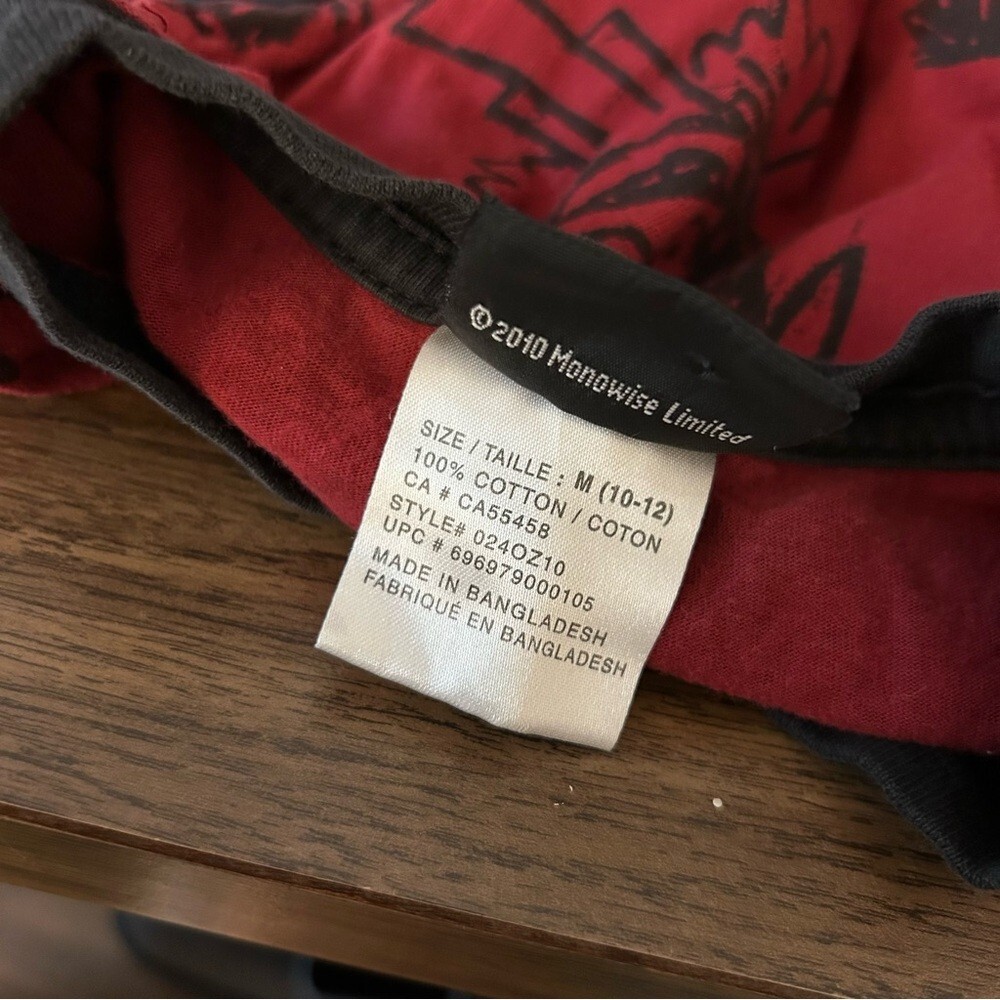 ©2010 Monowise Limited
SIZE / TAILLE : M (10-12)
100% COTTON / COTON
CA # CA55458
STYLE# 024OZ10
UPC # 696979000105
MADE IN BANGLADESH
FABRIQUÉ EN BANGLADESH